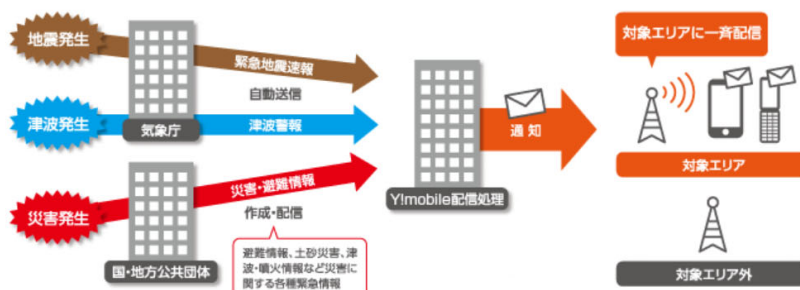 地震発生
緊急地震速報
自動送信
津波発生
気象庁
津波警報
災害発生
災害・避難情報
作成・配信
国・地方公共団体
避難情報、土砂災害、津
波・噴火情報など災害に
関する各種緊急情報
Y!mobile配信処理
通知
対象エリアに一斉配信
対象エリア
対象エリア外